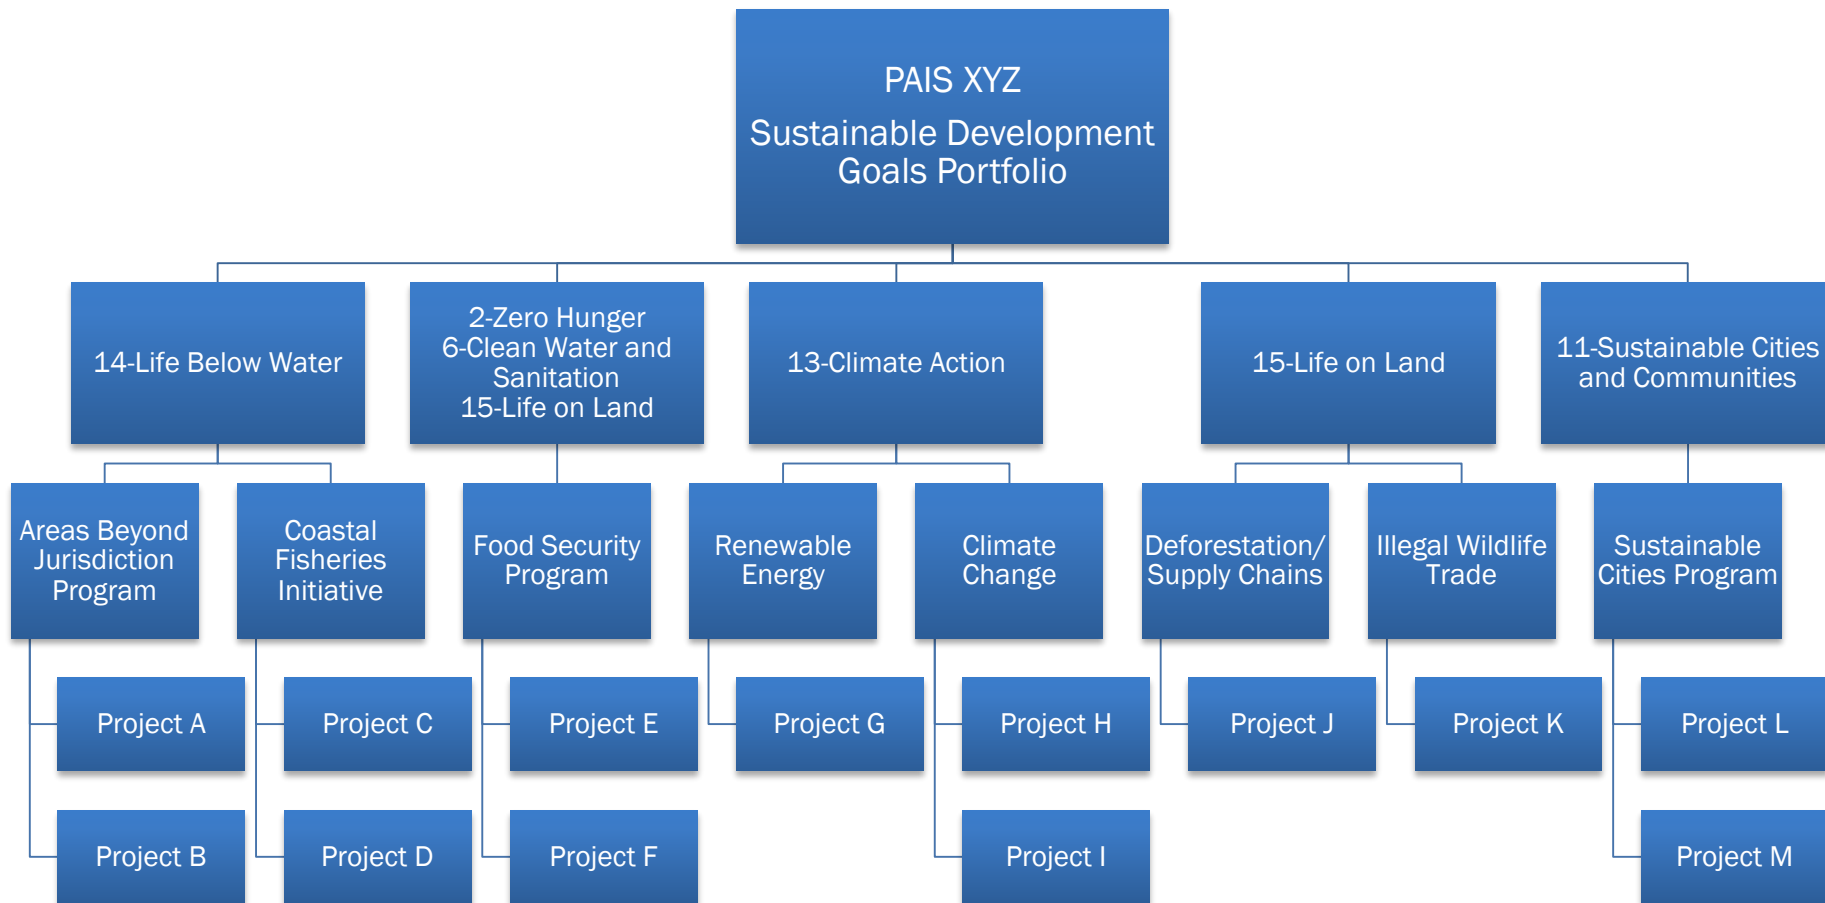 PAIS XYZ
Sustainable Development
Goals Portfolio
14-Life Below Water
2-Zero Hunger
6-Clean Water and
Sanitation
15-Life on Land
13-Climate Action
15-Life on Land
11-Sustainable Cities
and Communities
Areas Beyond
Jurisdiction
Program
Coastal
Fisheries
Initiative
Food Security
Program
Renewable
Energy
Climate
Change
Deforestation/
Supply Chains
Illegal Wildlife
Trade
Sustainable
Cities Program
Project A
Project C
Project E
Project G
Project H
Project J
Project K
Project L
Project B
Project D
Project F
Project I
Project M